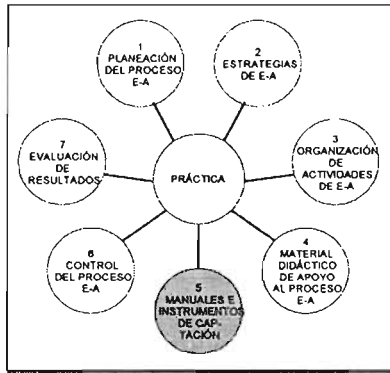 1
PLANEACIÓN
DEL PROCESO
E-A
2
ESTRATEGIAS
DE E-A
3
ORGANIZACIÓN
DE
ACTIVIDADES
DE E-A
4
MATERIAL
DIDÁCTICO
DE APOYO
AL PROCESO
E-A
5
MANUALES E
INSTRUMENTOS
DE CAP-
TACIÓN
6
CONTROL
DEL PROCESO
E-A
7
EVALUACIÓN
DE
RESULTADOS
PRÁCTICA